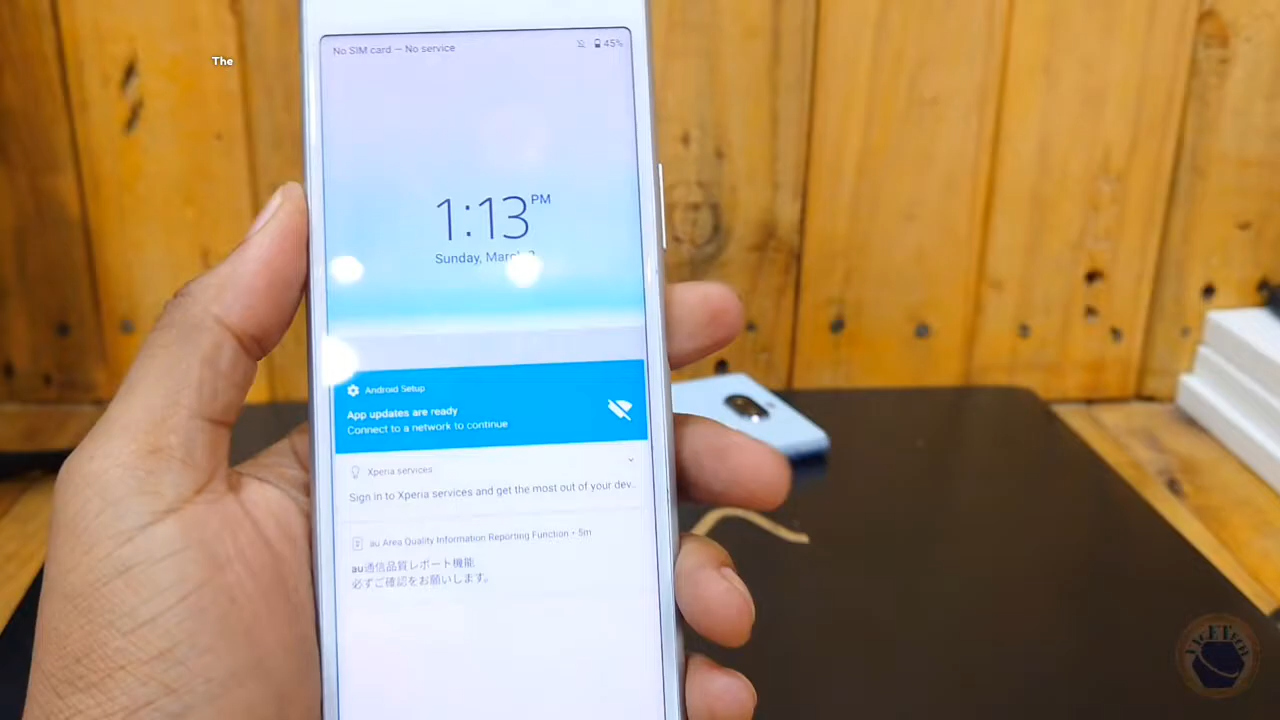 The
No SIM card — No service
45%
1:13 PM
Sunday, March
Android Setup
App updates are ready
Connect to a network to continue
Xperia services
Sign in to Xperia services and get the most out of your dev..
au Area Quality Information Reporting Function • 5m
au通信品質レポート機能
必ずご確認をお願いします。